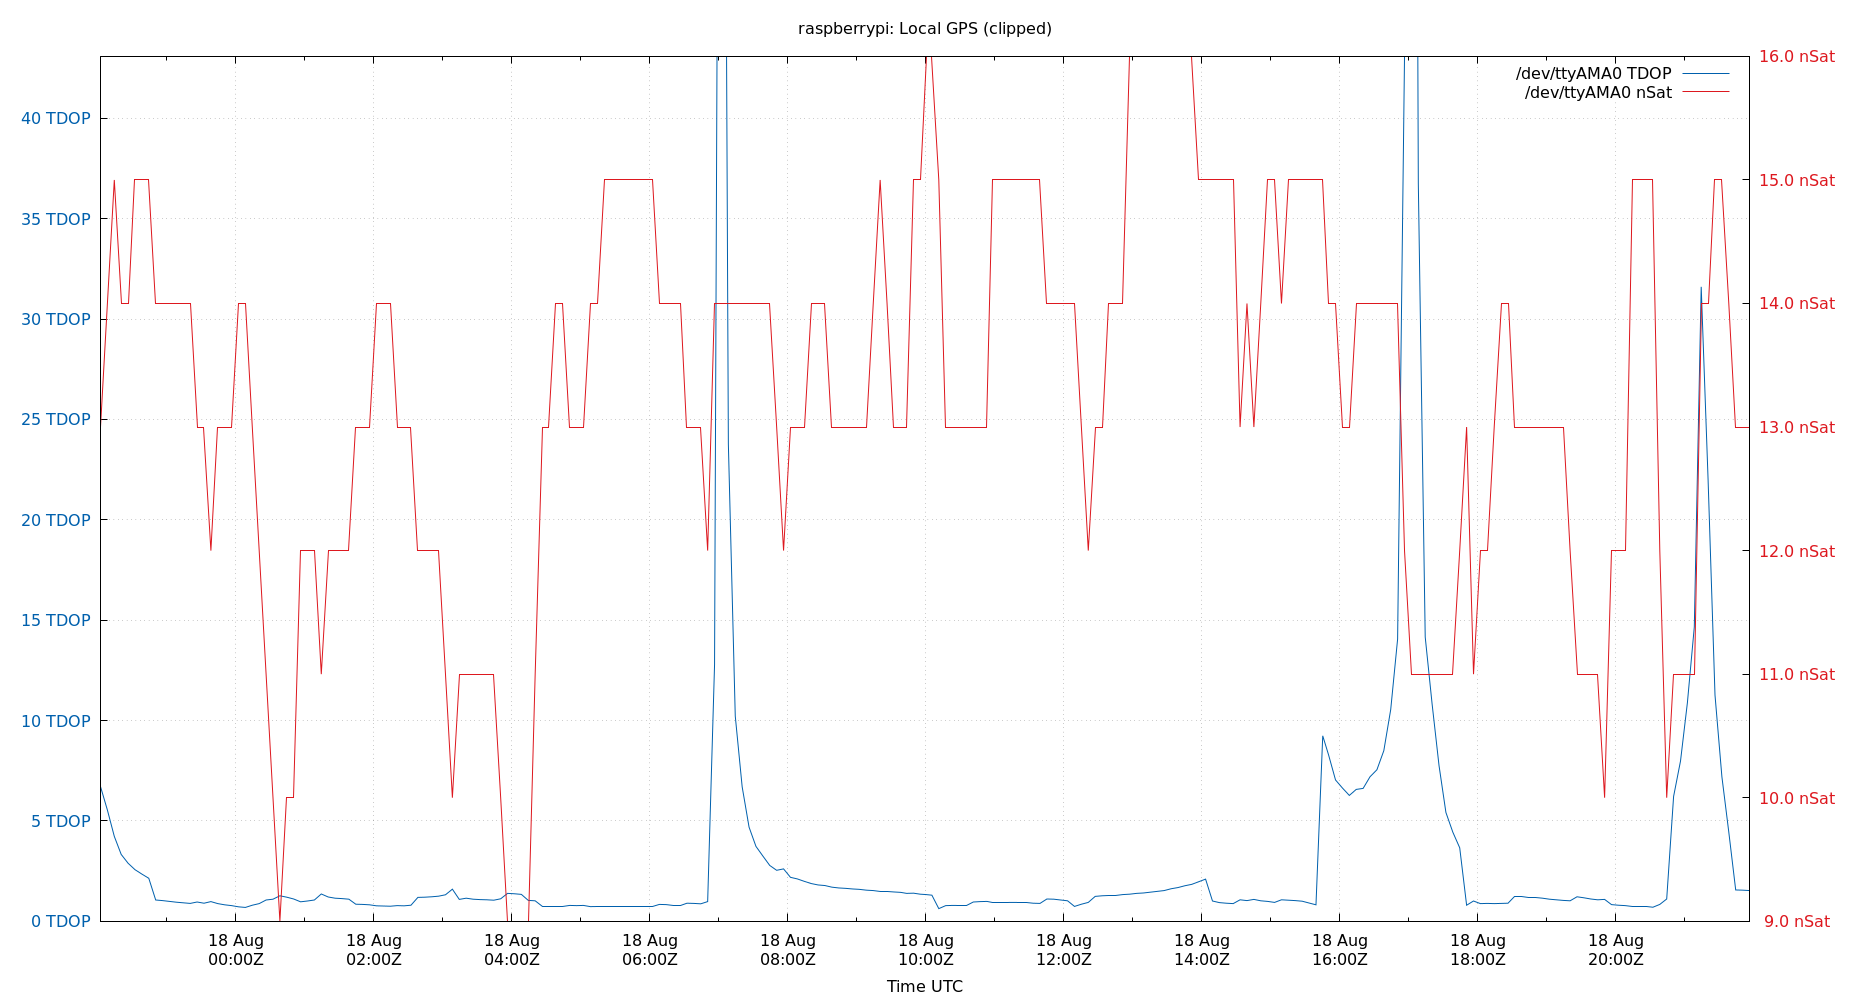 raspberrypi: Local GPS (clipped)
/dev/ttyAMA0 TDOP
/dev/ttyAMA0 nSat
40 TDOP
35 TDOP
30 TDOP
25 TDOP
20 TDOP
15 TDOP
10 TDOP
5 TDOP
0 TDOP
16.0 nSat
15.0 nSat
14.0 nSat
13.0 nSat
12.0 nSat
11.0 nSat
10.0 nSat
9.0 nSat
18 Aug
00:00Z
18 Aug
02:00Z
18 Aug
04:00Z
18 Aug
06:00Z
18 Aug
08:00Z
18 Aug
10:00Z
18 Aug
12:00Z
18 Aug
14:00Z
18 Aug
16:00Z
18 Aug
18:00Z
18 Aug
20:00Z
Time UTC